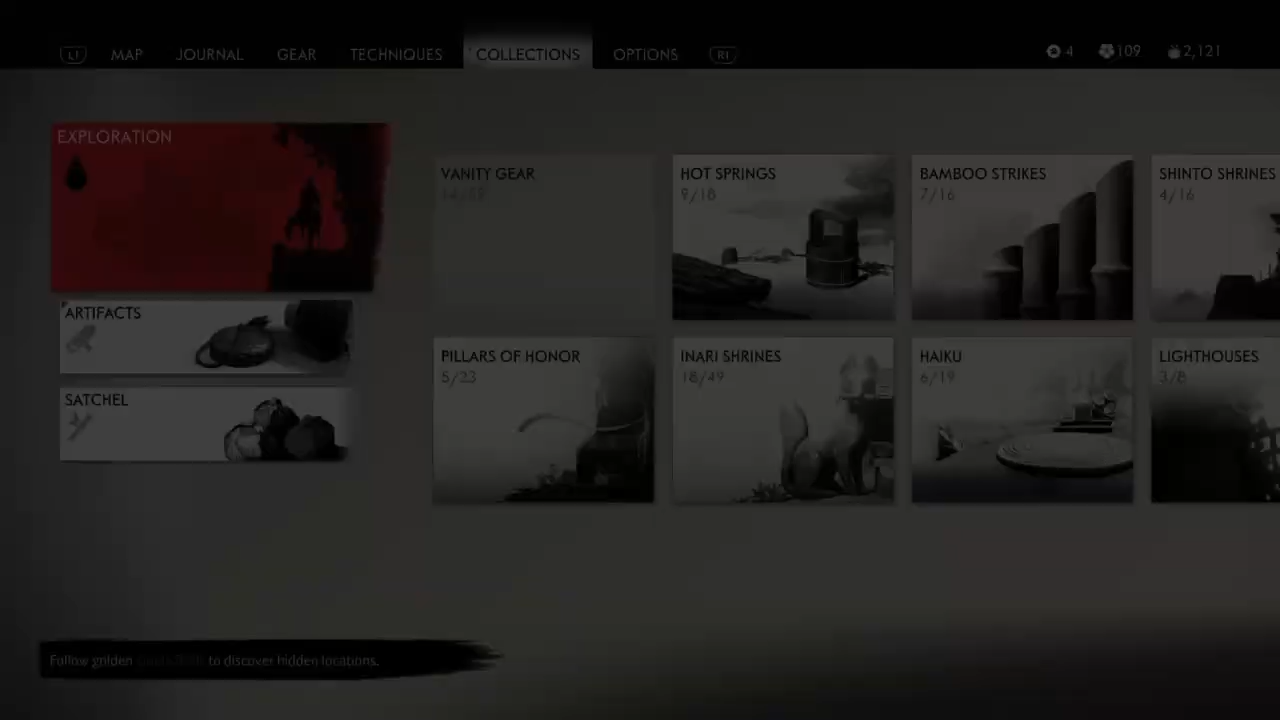 L1 MAP JOURNAL GEAR TECHNIQUES COLLECTIONS OPTIONS R1 4 109 2,121
EXPLORATION
ARTIFACTS
SATCHEL
VANITY GEAR
HOT SPRINGS
9/18
BAMBOO STRIKES
7/16
SHINTO SHRINES
4/16
PILLARS OF HONOR
5/23
INARI SHRINES
18/49
HAIKU
6/19
LIGHTHOUSES
3/8
Follow golden to discover hidden locations.